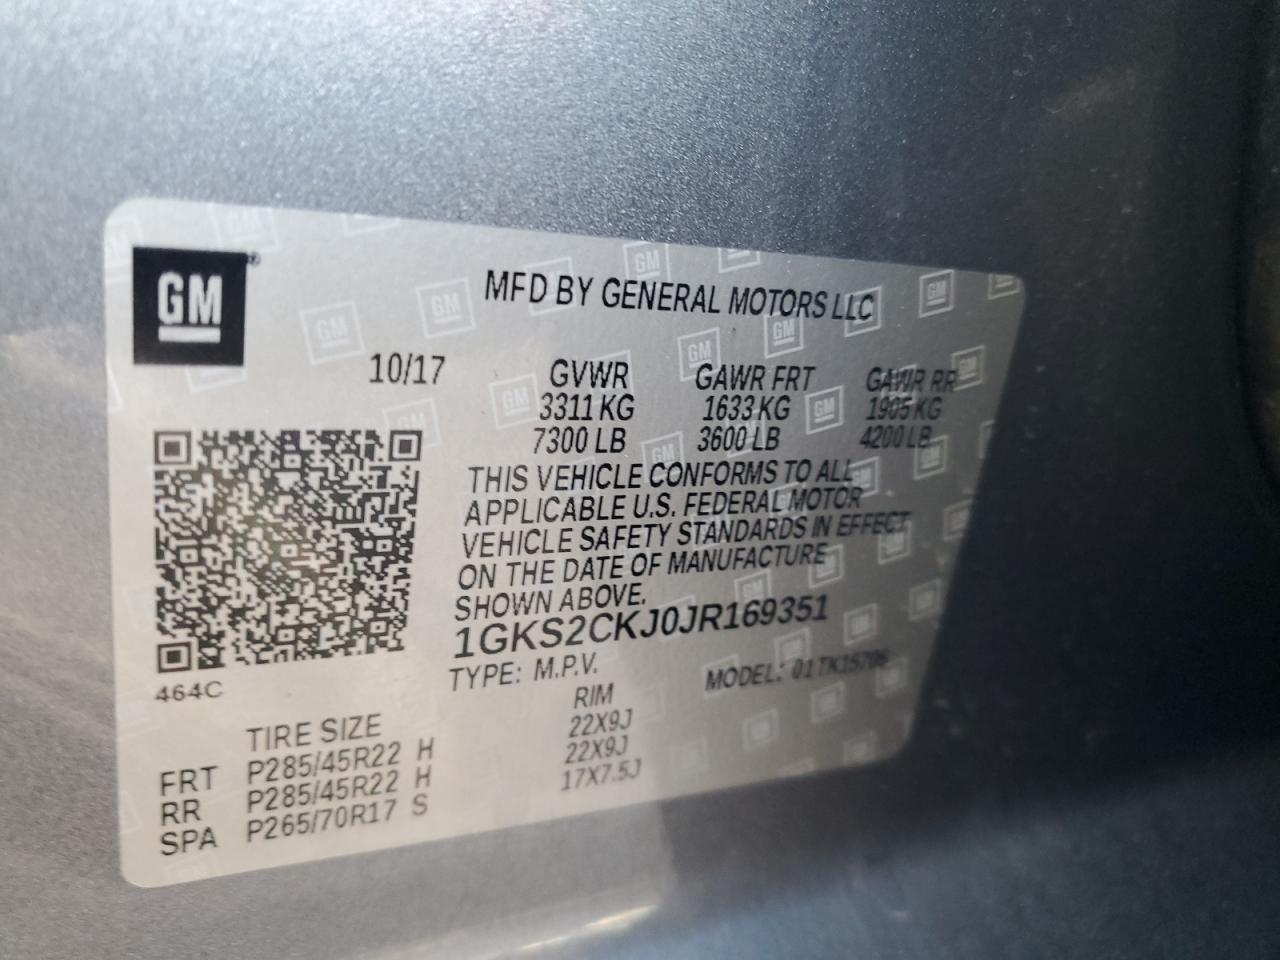 GM
MFD BY GENERAL MOTORS LLC
10/17 GVWR GAWR FRT GAWR RR
3311 KG 1633 KG 1905 KG
7300 LB 3600 LB 4200 LB
THIS VEHICLE CONFORMS TO ALL
APPLICABLE U.S. FEDERAL MOTOR
VEHICLE SAFETY STANDARDS IN EFFECT
ON THE DATE OF MANUFACTURE
SHOWN ABOVE.
1GKS2CKJ0JR169351
TYPE: M.P.V. MODEL: 01TK15706
464C
TIRE SIZE RIM
FRT P285/45R22 H 22X9J
RR P285/45R22 H 22X9J
SPA P265/70R17 S 17X7.5J